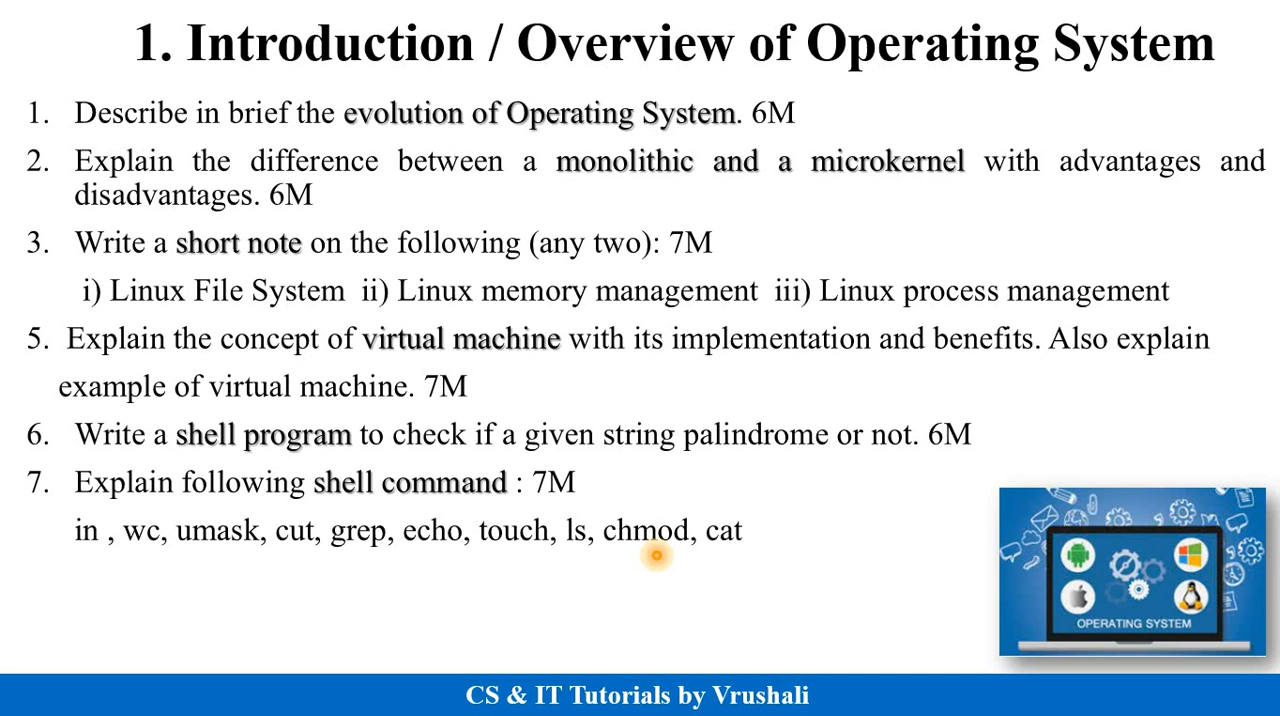 1. Introduction / Overview of Operating System
1. Describe in brief the evolution of Operating System. 6M
2. Explain the difference between a monolithic and a microkernel with advantages and
disadvantages. 6M
3. Write a short note on the following (any two): 7M
i) Linux File System ii) Linux memory management iii) Linux process management
5. Explain the concept of virtual machine with its implementation and benefits. Also explain
example of virtual machine. 7M
6. Write a shell program to check if a given string palindrome or not. 6M
7. Explain following shell command : 7M
in , wc, umask, cut, grep, echo, touch, ls, chmod, cat
OPERATING SYSTEM
CS & IT Tutorials by Vrushali